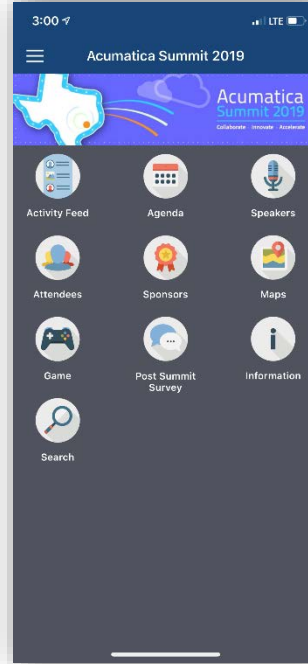 3:00
LTE
Acumatica Summit 2019
Acumatica
Summit 2019
Collaborate Innovate Accelerate
Activity Feed
Agenda
Speakers
Attendees
Sponsors
Maps
Game
Post Summit
Survey
Information
Search